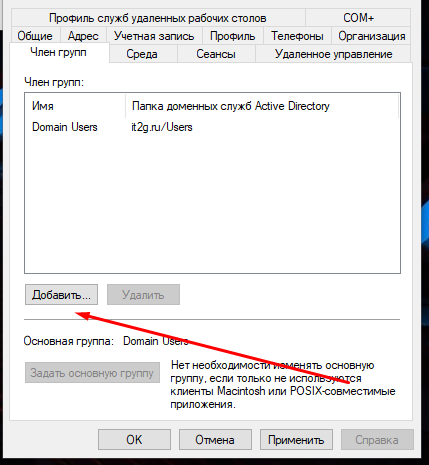 Профиль служб удаленных рабочих столов COM+
Общие Адрес Учетная запись Профиль Телефоны Организация
Член групп Среда Сеансы Удаленное управление
Член групп:
Имя Папка доменных служб Active Directory
Domain Users it2g.ru/Users
Добавить... Удалить
Основная группа: Domain Users
Задать основную группу
Нет необходимости изменять основную
группу, если только не используются
клиенты Macintosh или POSIX-совместимые
приложения.
OK Отмена Применить Справка